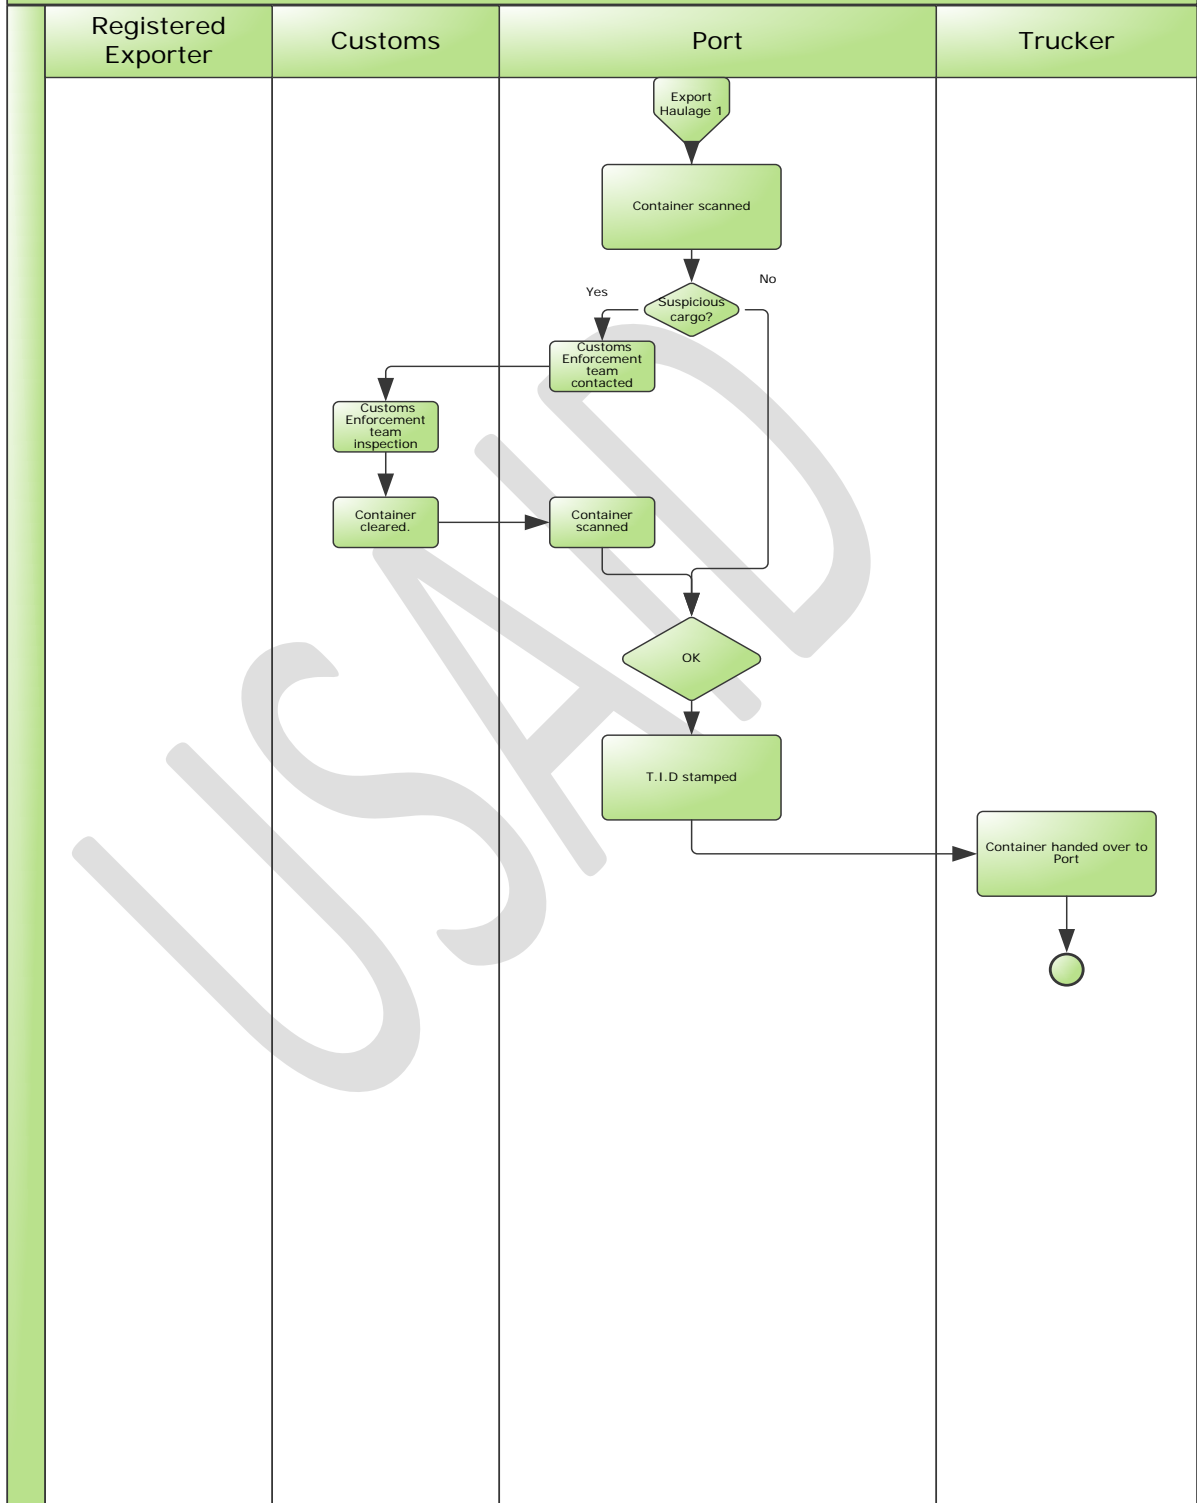 Registered
Exporter
Customs
Port
Trucker
Export
Haulage 1
Container scanned
Suspicious
cargo?
Yes
No
Customs
Enforcement
team
contacted
Customs
Enforcement
team
inspection
Container
cleared.
Container
scanned
OK
T.I.D stamped
Container handed over to
Port
USAID